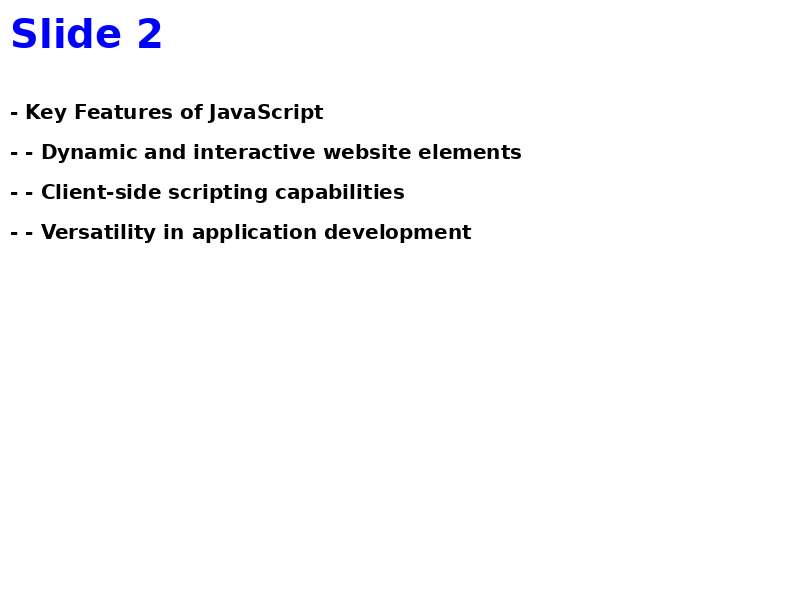 Slide 2
- Key Features of JavaScript
- - Dynamic and interactive website elements
- - Client-side scripting capabilities
- - Versatility in application development